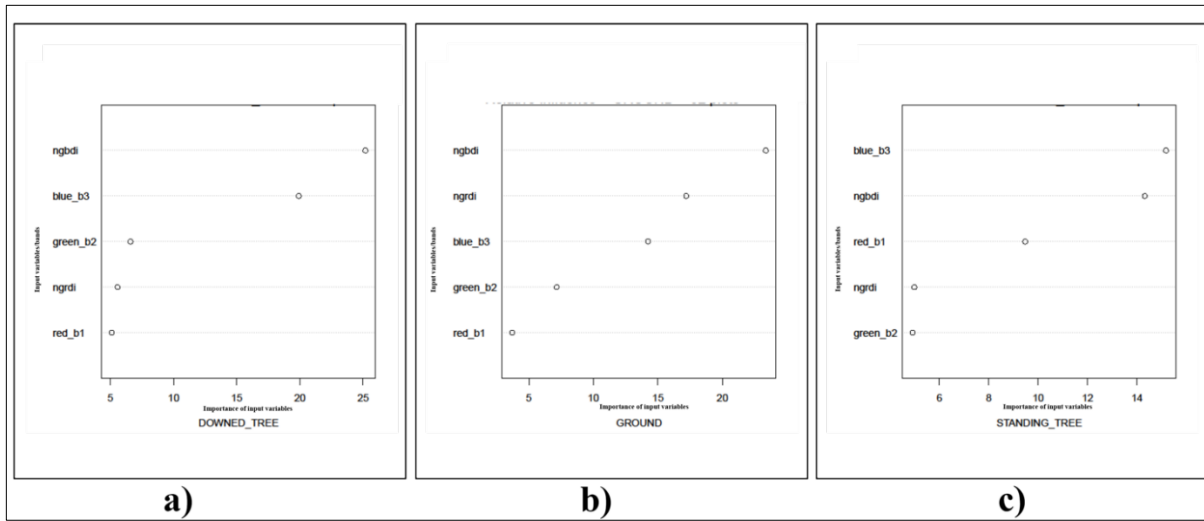 ngbdi
blue_b3
green_b2
ngrdi
red_b1
Input variables/bands
5 10 15 20 25
Importance of input variables
DOWNED_TREE
a)
ngbdi
ngrdi
blue_b3
green_b2
red_b1
Input variables/bands
5 10 15 20
Importance of input variables
GROUND
b)
blue_b3
ngbdi
red_b1
ngrdi
green_b2
Input variables/bands
6 8 10 12 14
Importance of input variables
STANDING_TREE
c)